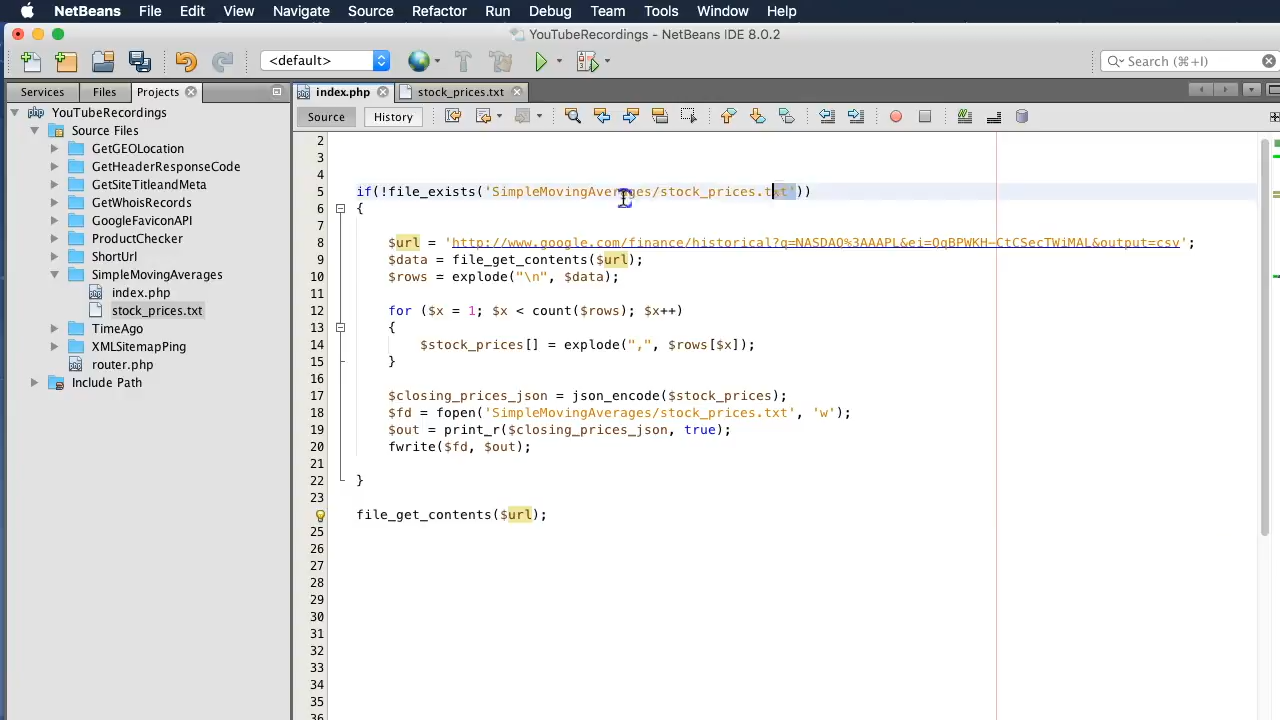 NetBeans File Edit View Navigate Source Refactor Run Debug Team Tools Window Help
YouTubeRecordings - NetBeans IDE 8.0.2
<default> Search (⌘+I)
Services Files Projects index.php stock_prices.txt
Source History
YouTubeRecordings
Source Files
GetGEOLocation
GetHeaderResponseCode
GetSiteTitleandMeta
GetWhoisRecords
GoogleFaviconAPI
ProductChecker
ShortUrl
SimpleMovingAverages
index.php
stock_prices.txt
TimeAgo
XMLSitemapPing
router.php
Include Path
2
3
4
5 if(!file_exists('SimpleMovingAverages/stock_prices.txt'))
6 {
7
8 $url = 'http://www.google.com/finance/historical?q=NASDAQ%3AAAPL&ei=OqBPWKH-CtCSecTWiMAL&output=csv';
9 $data = file_get_contents($url);
10 $rows = explode("\n", $data);
11
12 for ($x = 1; $x < count($rows); $x++)
13 {
14 $stock_prices[] = explode(",", $rows[$x]);
15 }
16
17 $closing_prices_json = json_encode($stock_prices);
18 $fd = fopen('SimpleMovingAverages/stock_prices.txt', 'w');
19 $out = print_r($closing_prices_json, true);
20 fwrite($fd, $out);
21
22 }
23
file_get_contents($url);
25
26
27
28
29
30
31
32
33
34
35
36